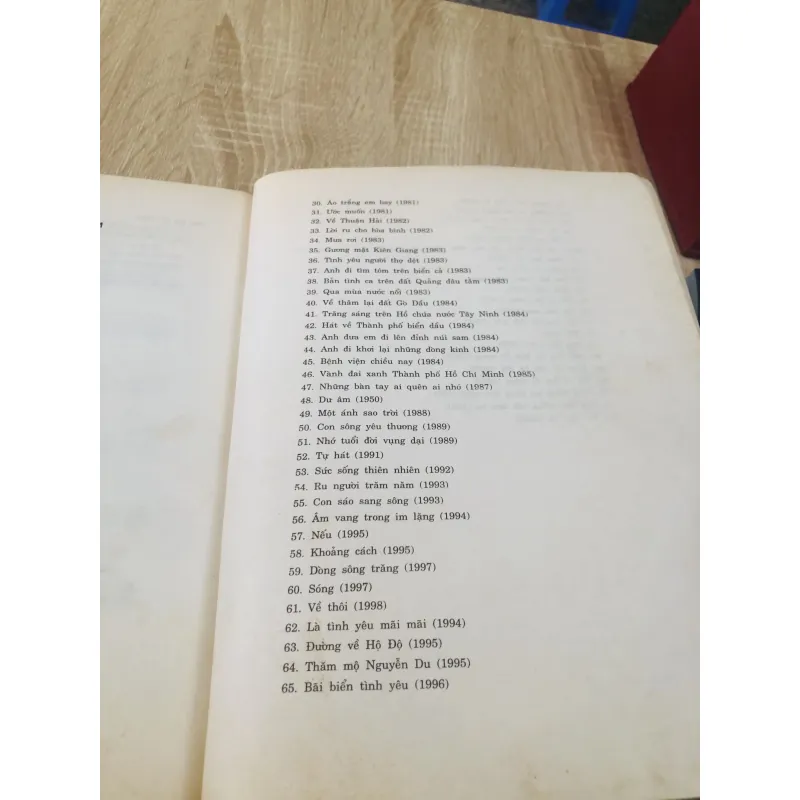 30. Áo trắng em bay (1981)
31. Ước muốn (1981)
32. Về Thuận Hải (1982)
33. Lời ru cho hòa bình (1982)
34. Mưa rơi (1983)
35. Gương mặt Kiên Giang (1983)
36. Tình yêu người thợ dệt (1983)
37. Anh đi tìm tôm trên biển cả (1983)
38. Bản tình ca trên đất Quảng dâu tằm (1983)
39. Qua mùa nước nổi (1983)
40. Về thăm lại đất Gò Dầu (1984)
41. Trăng sáng trên Hồ chứa nước Tây Ninh (1984)
42. Hát về Thành phố biển dầu (1984)
43. Anh đưa em đi lên đỉnh núi sam (1984)
44. Anh đi khơi lại những dòng kinh (1984)
45. Bệnh viện chiều nay (1984)
46. Vành đai xanh Thành phố Hồ Chí Minh (1985)
47. Những bàn tay ai quên ai nhớ (1987)
48. Dư âm (1950)
49. Một ánh sao trời (1988)
50. Con sông yêu thương (1989)
51. Nhớ tuổi đời vụng dại (1989)
52. Tự hát (1991)
53. Sức sống thiên nhiên (1992)
54. Ru người trăm năm (1993)
55. Con sáo sang sông (1993)
56. Âm vang trong im lặng (1994)
57. Nếu (1995)
58. Khoảng cách (1995)
59. Dòng sông trăng (1997)
60. Sóng (1997)
61. Về thôi (1998)
62. Là tình yêu mãi mãi (1994)
63. Đường về Hộ Độ (1995)
64. Thăm mộ Nguyễn Du (1995)
65. Bãi biển tình yêu (1996)